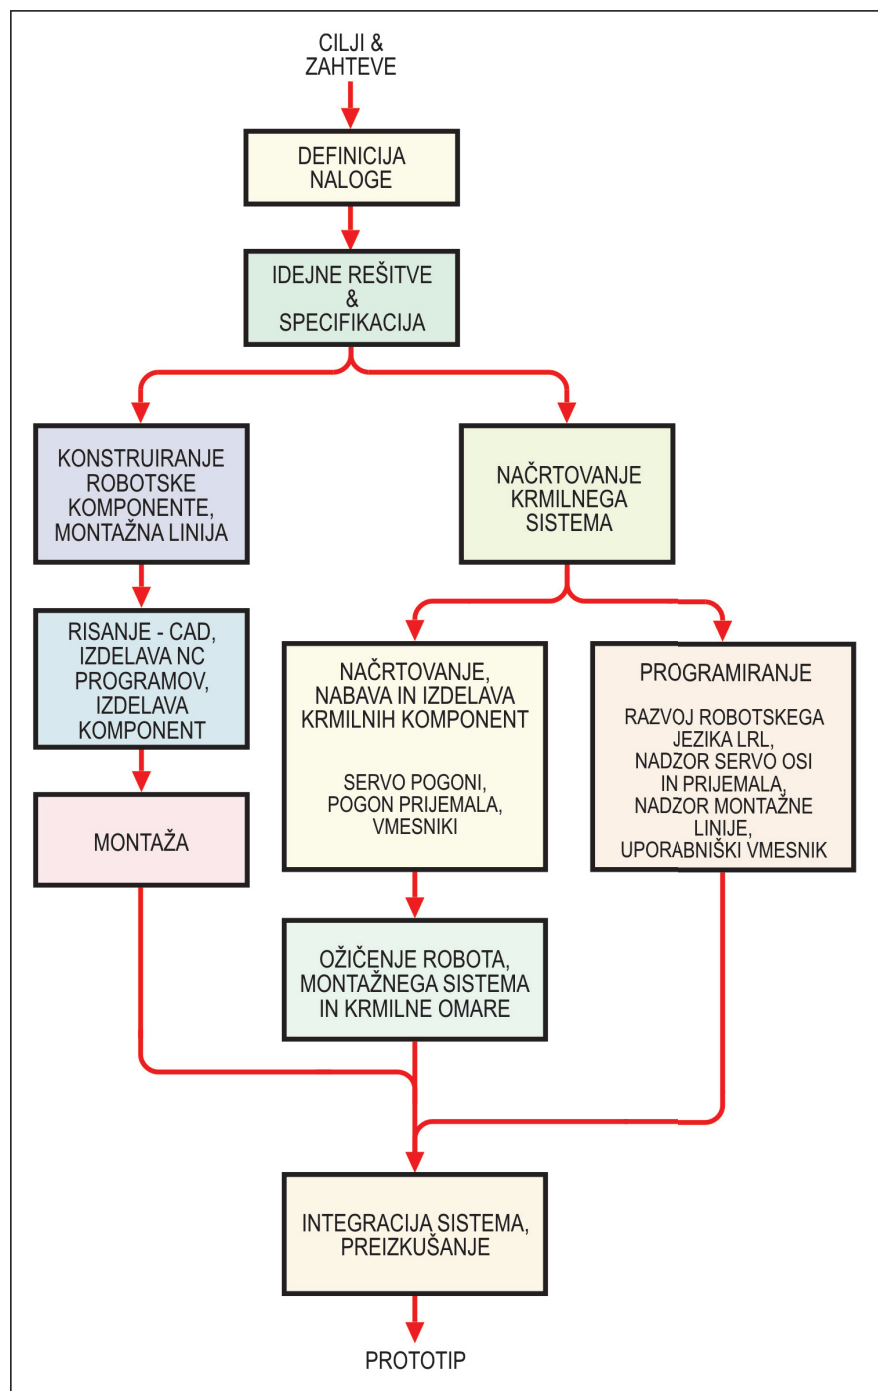 CILJI &
ZAHTEVE
DEFINICIJA
NALOGE
IDEJNE REŠITVE
&
SPECIFIKACIJA
KONSTRUIRANJE
ROBOTSKE
KOMPONENTE,
MONTAŽNA LINIJA
NAČRTOVANJE
KRMILNEGA
SISTEMA
RISANJE - CAD,
IZDELAVA NC
PROGRAMOV,
IZDELAVA
KOMPONENT
NAČRTOVANJE,
NABAVA IN IZDELAVA
KRMILNIH KOMPONENT
SERVO POGONI,
POGON PRIJEMALA,
VMESNIKI
PROGRAMIRANJE
RAZVOJ ROBOTSKEGA
JEZIKA LRL,
NADZOR SERVO OSI
IN PRIJEMALA,
NADZOR MONTAŽNE
LINIJE,
UPORABNIŠKI VMESNIK
MONTAŽA
OŽIČENJE ROBOTA,
MONTAŽNEGA SISTEMA
IN KRMILNE OMARE
INTEGRACIJA SISTEMA,
PREIZKUŠANJE
PROTOTIP